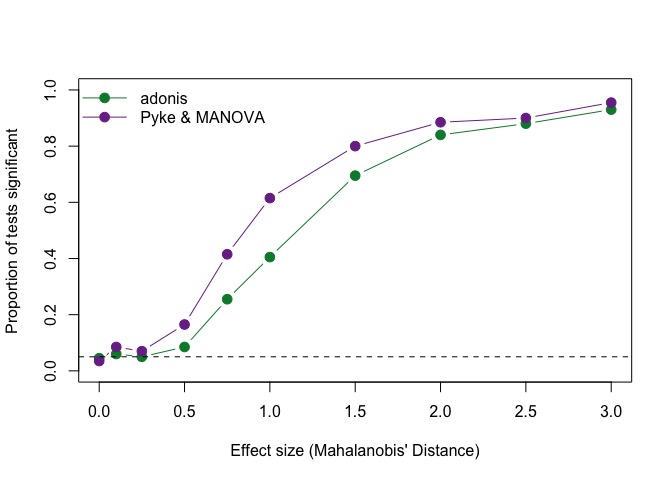 adonis
Pyke & MANOVA
Proportion of tests significant
1.0
0.8
0.6
0.4
0.2
0.0
0.0 0.5 1.0 1.5 2.0 2.5 3.0
Effect size (Mahalanobis' Distance)